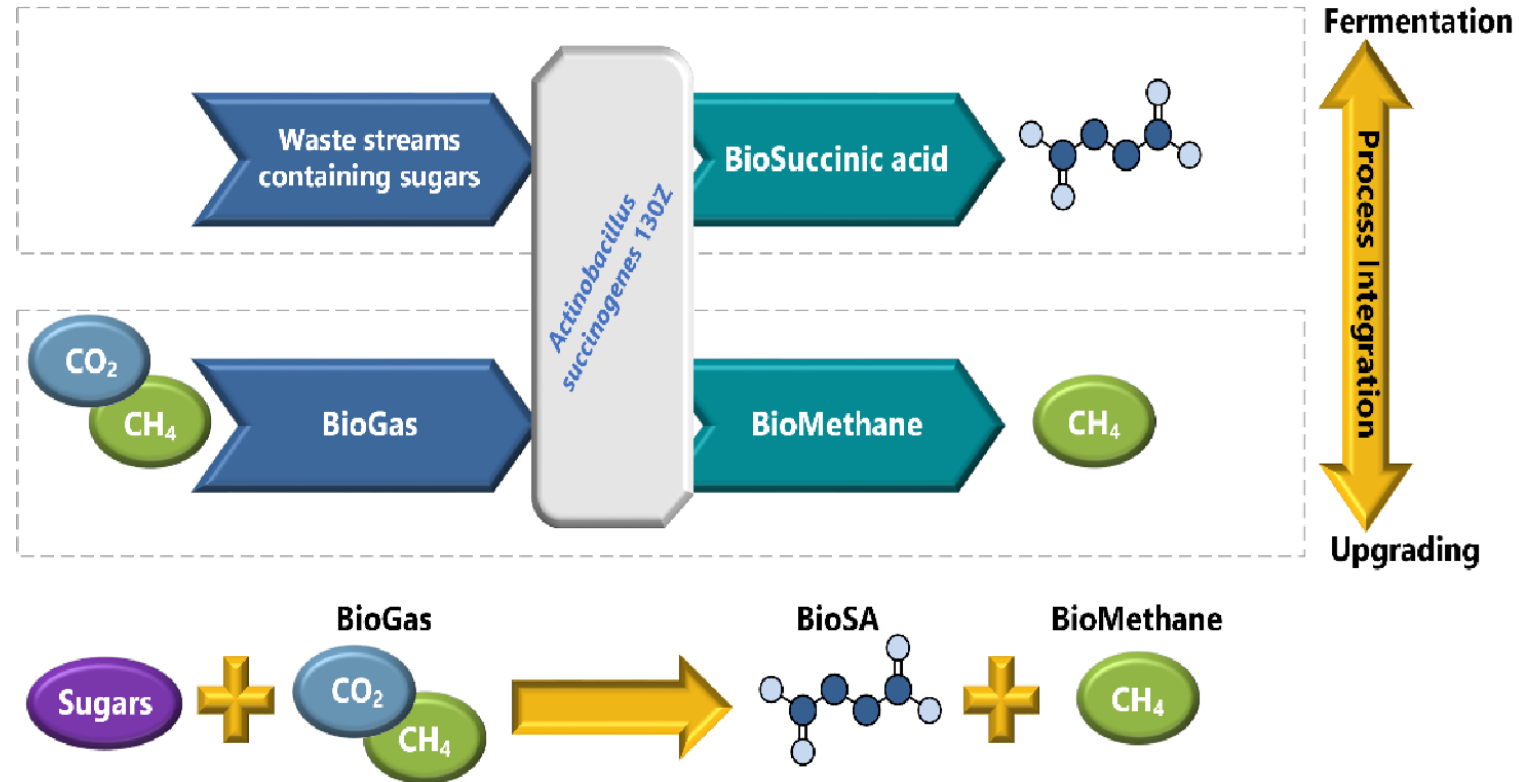 Fermentation
Waste streams
containing sugars
BioSuccinic acid
Actinobacillus
succinogenes 130Z
Process Integration
CO₂
CH₄
BioGas
BioMethane
CH₄
Upgrading
BioGas
BioSA
BioMethane
Sugars
CO₂
CH₄
CH₄